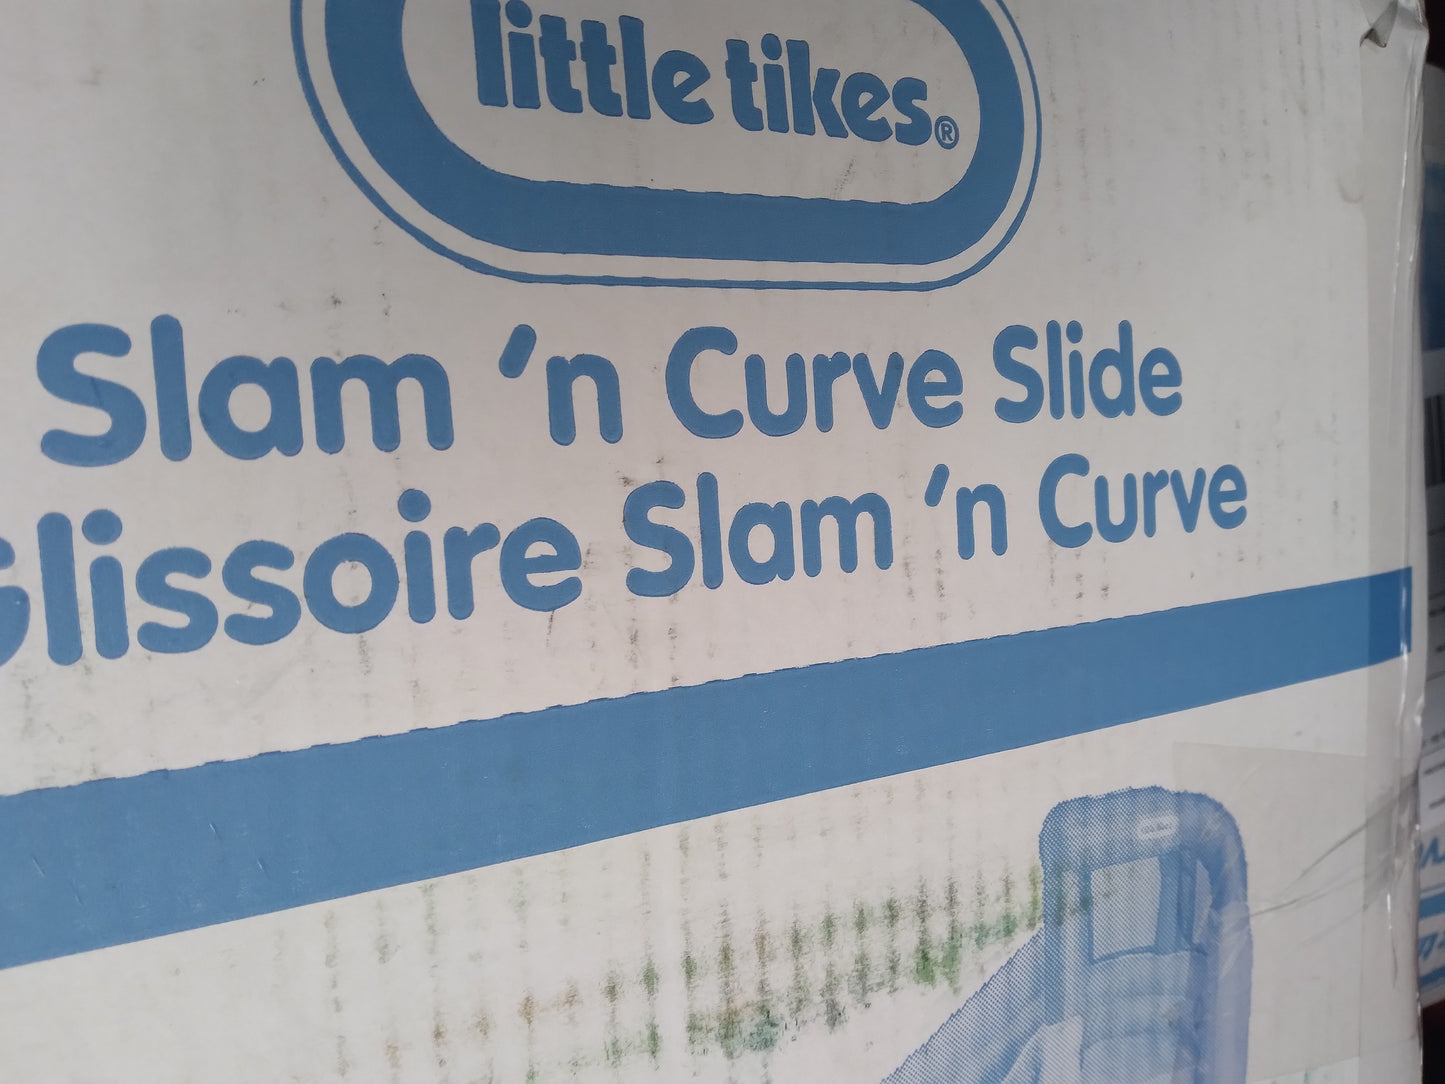 little tikes®
Slam 'n Curve Slide
Glissoire Slam 'n Curve